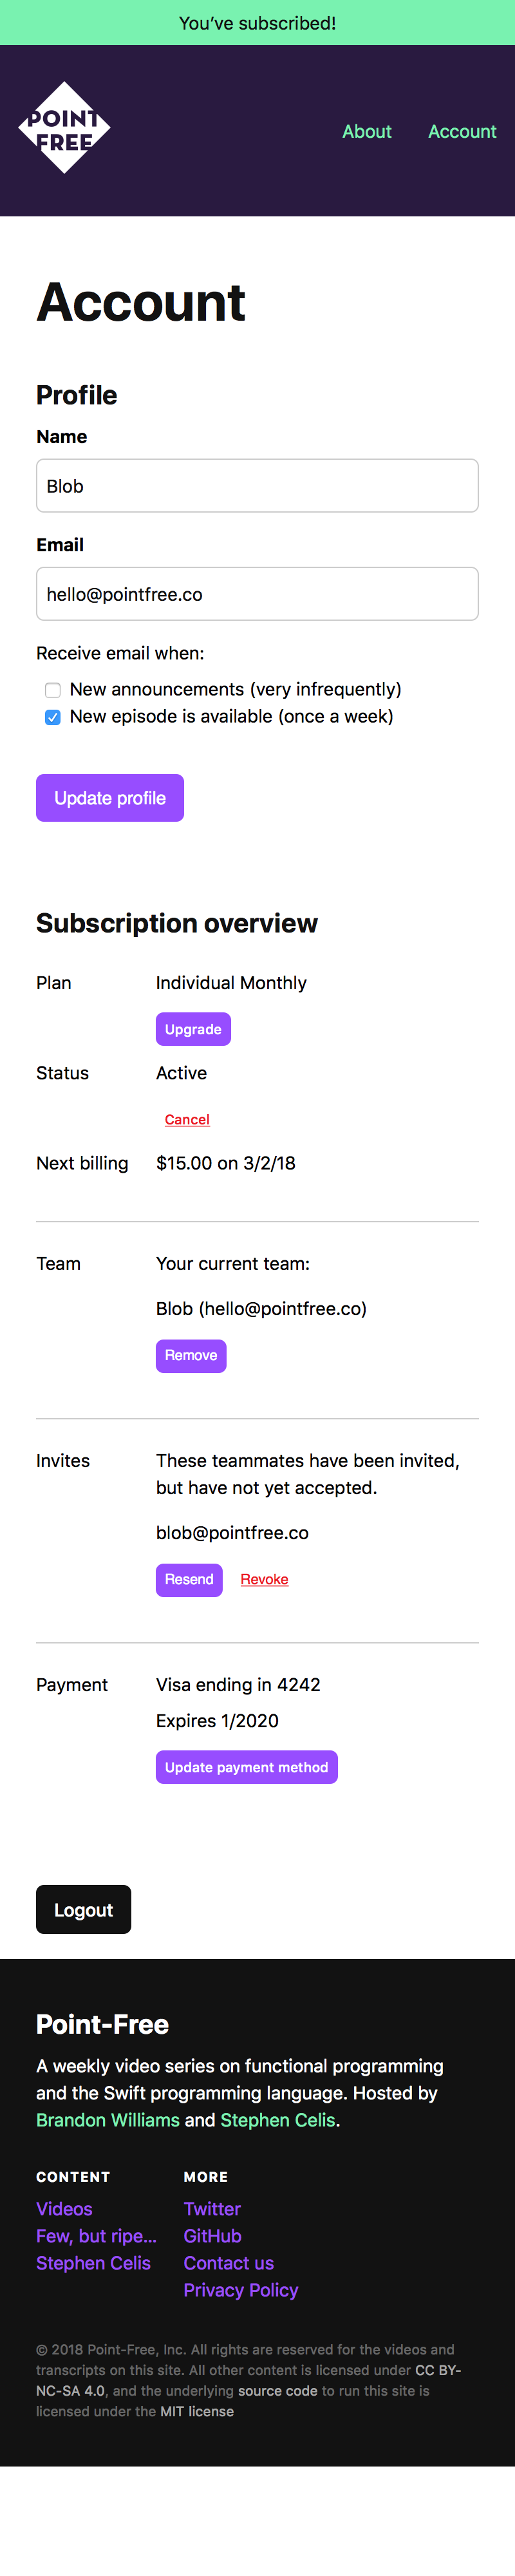 You’ve subscribed!
POINT
FREE
About
Account
Account
Profile
Name
Blob
Email
hello@pointfree.co
Receive email when:
New announcements (very infrequently)
New episode is available (once a week)
Update profile
Subscription overview
Plan
Individual Monthly
Upgrade
Status
Active
Cancel
Next billing
$15.00 on 3/2/18
Team
Your current team:
Blob (hello@pointfree.co)
Remove
Invites
These teammates have been invited,
but have not yet accepted.
blob@pointfree.co
Resend
Revoke
Payment
Visa ending in 4242
Expires 1/2020
Update payment method
Logout
Point-Free
A weekly video series on functional programming
and the Swift programming language. Hosted by
Brandon Williams and Stephen Celis.
CONTENT
Videos
Few, but ripe...
Stephen Celis
MORE
Twitter
GitHub
Contact us
Privacy Policy
© 2018 Point-Free, Inc. All rights are reserved for the videos and
transcripts on this site. All other content is licensed under CC BY-
NC-SA 4.0, and the underlying source code to run this site is
licensed under the MIT license